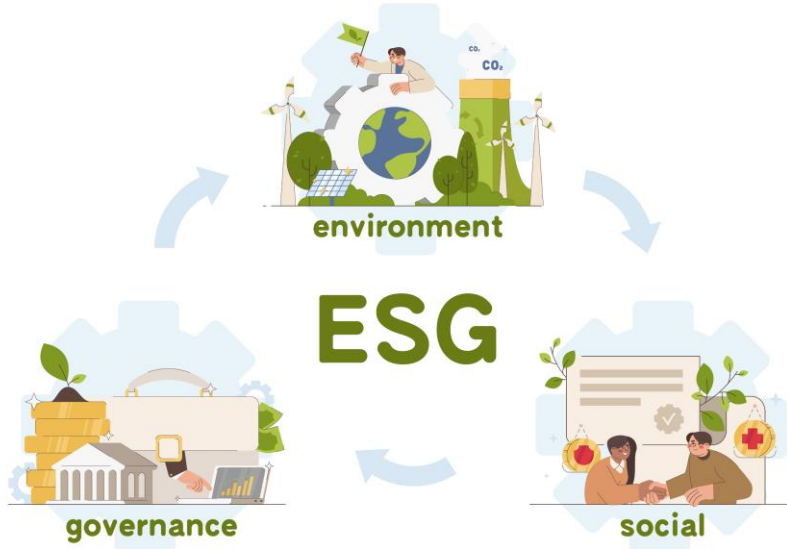 CO₂
CO₂
environment
ESG
governance
social